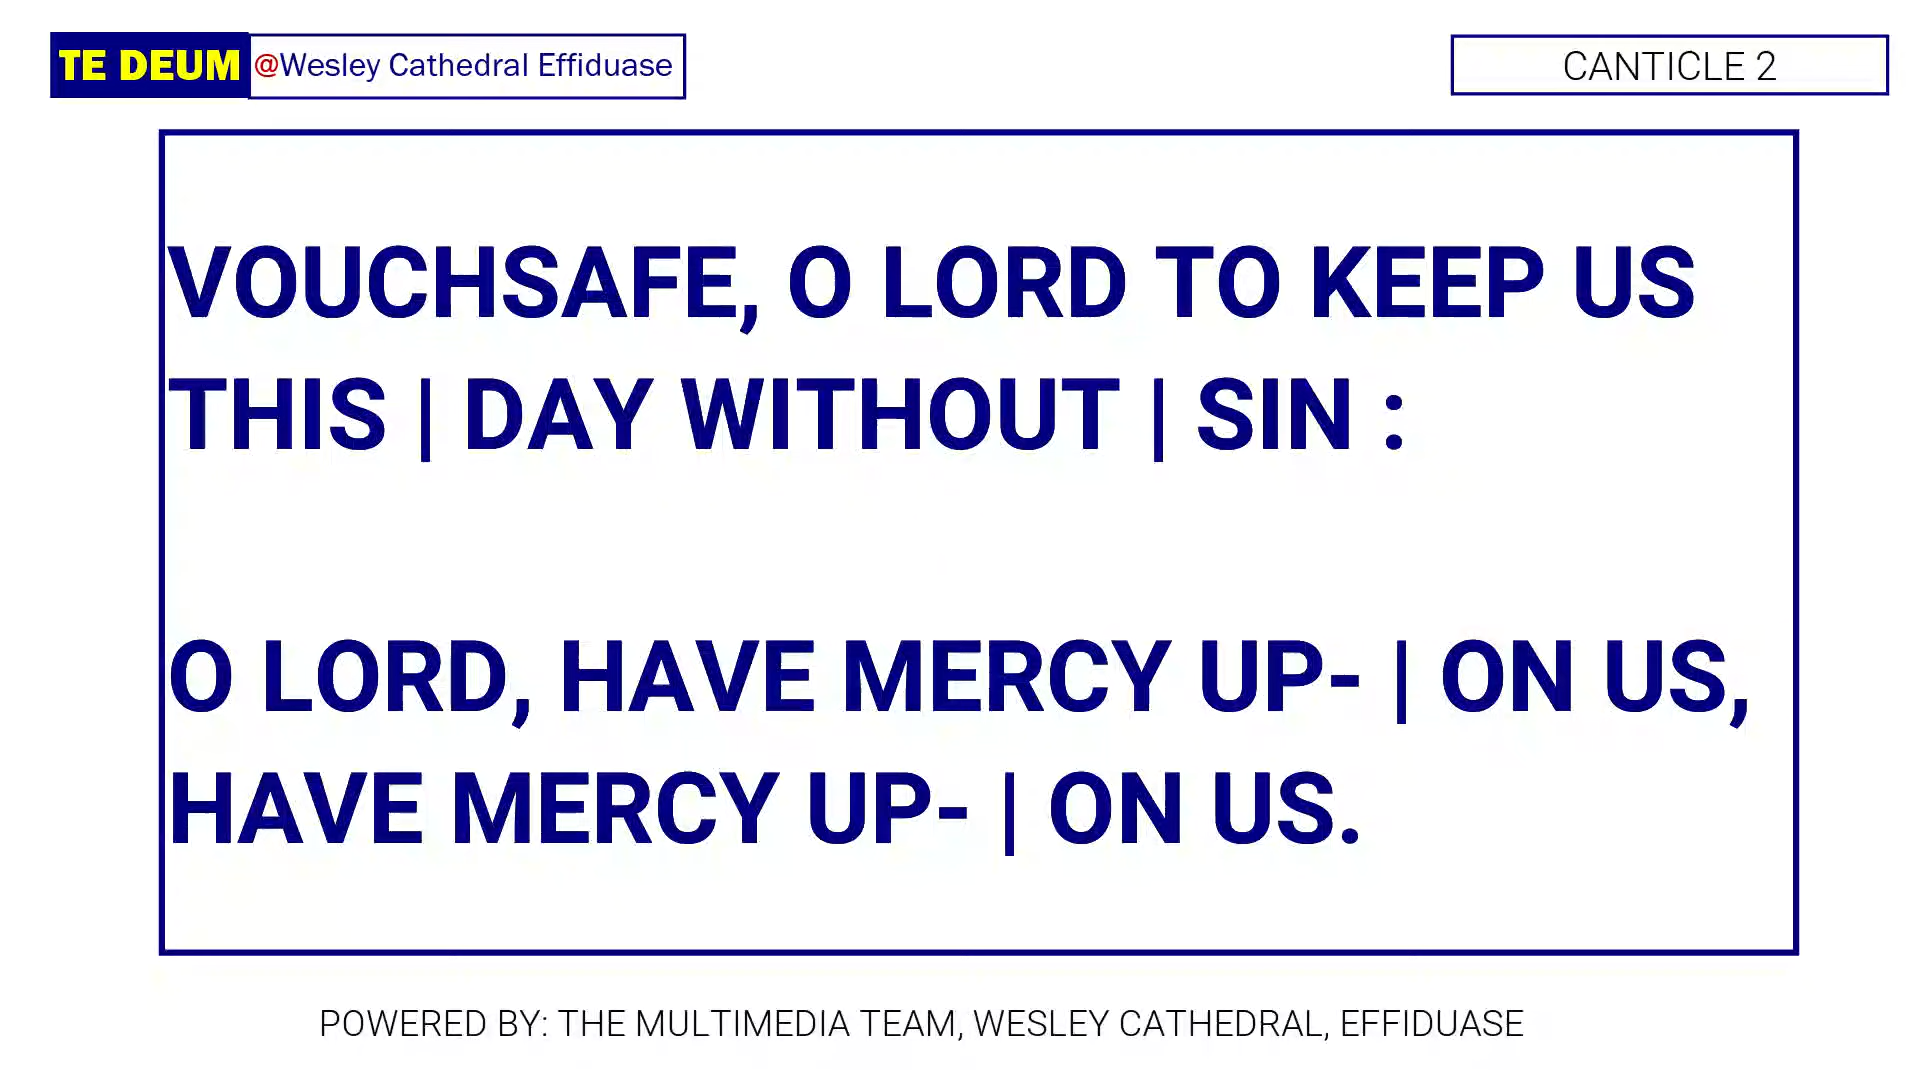 TE DEUM @Wesley Cathedral Effiduase
CANTICLE 2
VOUCHSAFE, O LORD TO KEEP US
THIS | DAY WITHOUT | SIN :
O LORD, HAVE MERCY UP- | ON US,
HAVE MERCY UP- | ON US.
POWERED BY: THE MULTIMEDIA TEAM, WESLEY CATHEDRAL, EFFIDUASE